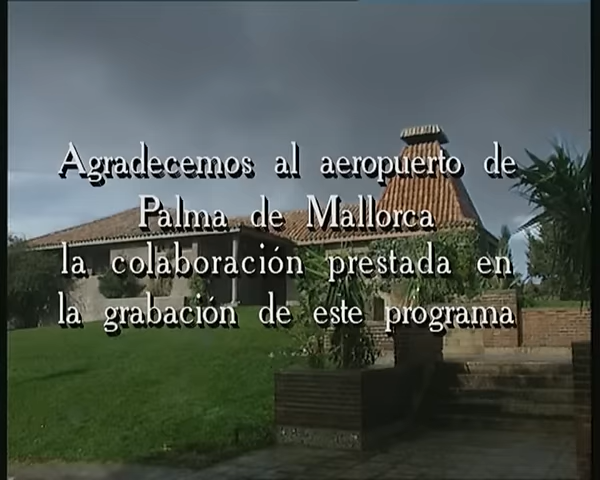 Agradecemos al aeropuerto de
Palma de Mallorca
la colaboración prestada en
la grabación de este programa